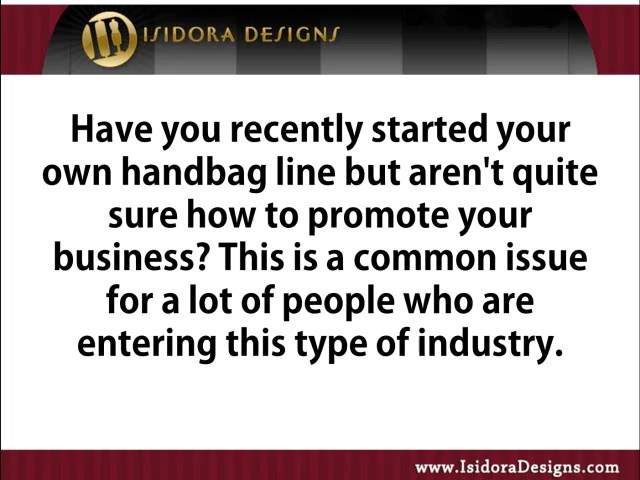 ISIDORA DESIGNS
Have you recently started your
own handbag line but aren't quite
sure how to promote your
business? This is a common issue
for a lot of people who are
entering this type of industry.
www.IsidoraDesigns.com